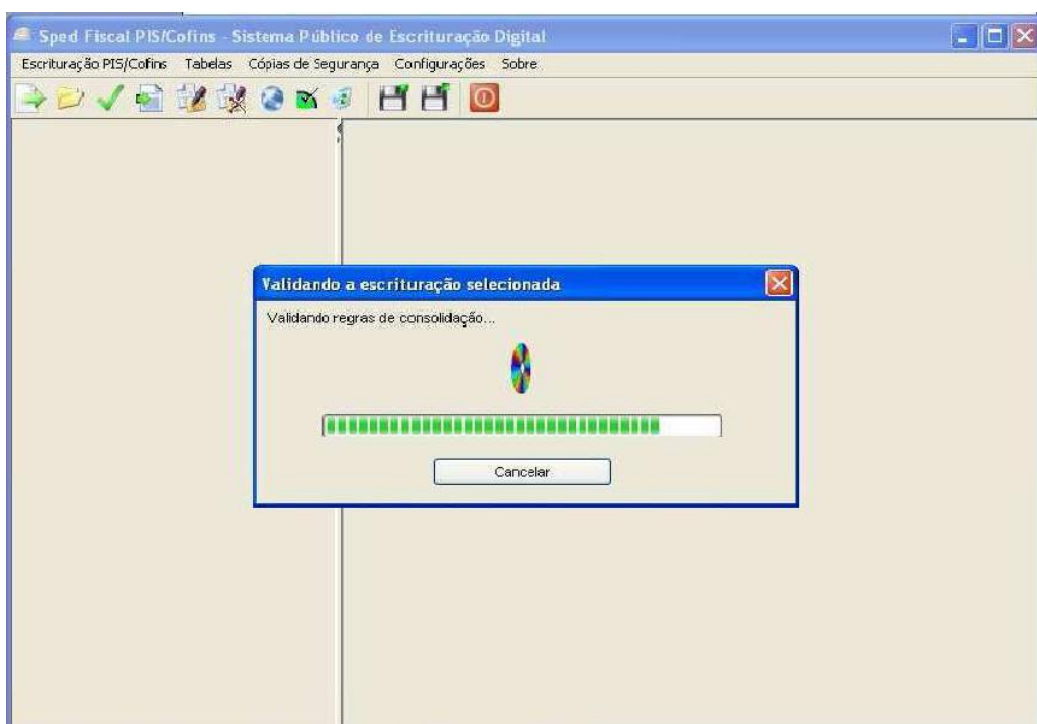 Sped Fiscal PIS/Cofins - Sistema Público de Escrituração Digital
Escrituração PIS/Cofins Tabelas Cópias de Segurança Configurações Sobre
Validando a escrituração selecionada
Validando regras de consolidação...
Cancelar